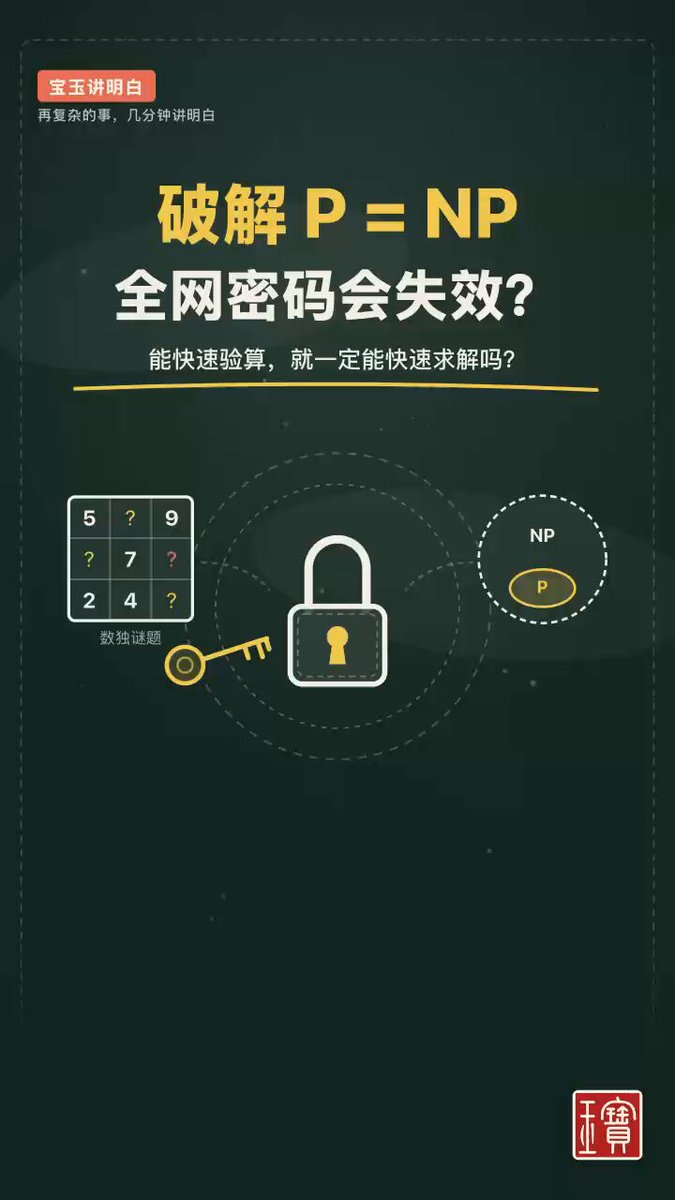 宝玉讲明白
再复杂的事，几分钟讲明白
破解 P = NP
全网密码会失效？
能快速验算，就一定能快速求解吗？
5 ? 9
? 7 ?
2 4 ?
数独谜题
NP
P
寶玉